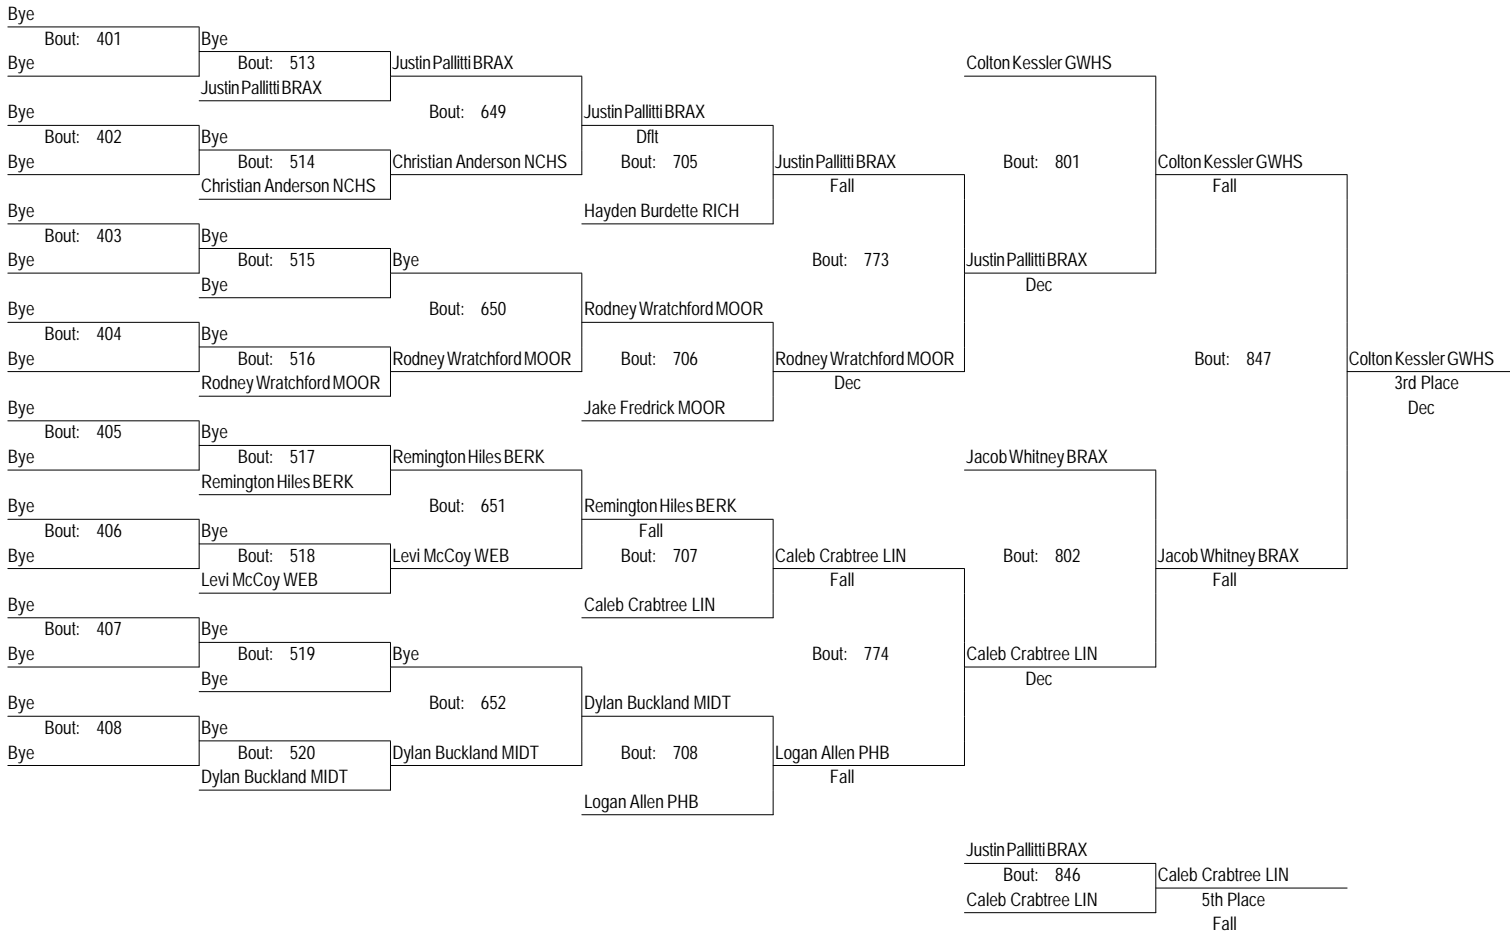 Bye
Bout: 401
Bye
Bye
Bout: 402
Bye
Bye
Bout: 403
Bye
Bye
Bout: 404
Bye
Bye
Bout: 405
Bye
Bye
Bout: 406
Bye
Bye
Bout: 407
Bye
Bye
Bout: 408
Bye
Bye
Bout: 513
Justin Pallitti BRAX
Bye
Bout: 514
Christian Anderson NCHS
Bye
Bout: 515
Bye
Bye
Bout: 516
Rodney Wratchford MOOR
Bye
Bout: 517
Remington Hiles BERK
Bye
Bout: 518
Levi McCoy WEB
Bye
Bout: 519
Bye
Bye
Bout: 520
Dylan Buckland MIDT
Justin Pallitti BRAX
Bout: 649
Christian Anderson NCHS
Bye
Bout: 650
Rodney Wratchford MOOR
Remington Hiles BERK
Bout: 651
Levi McCoy WEB
Bye
Bout: 652
Dylan Buckland MIDT
Justin Pallitti BRAX
Dflt
Bout: 705
Hayden Burdette RICH
Rodney Wratchford MOOR
Bout: 706
Jake Fredrick MOOR
Remington Hiles BERK
Fall
Bout: 707
Caleb Crabtree LIN
Dylan Buckland MIDT
Bout: 708
Logan Allen PHB
Justin Pallitti BRAX
Fall
Bout: 773
Rodney Wratchford MOOR
Dec
Caleb Crabtree LIN
Fall
Bout: 774
Logan Allen PHB
Fall
Colton Kessler GWHS
Bout: 801
Justin Pallitti BRAX
Dec
Jacob Whitney BRAX
Bout: 802
Caleb Crabtree LIN
Dec
Colton Kessler GWHS
Fall
Bout: 847
Jacob Whitney BRAX
Fall
Colton Kessler GWHS
3rd Place
Dec
Justin Pallitti BRAX
Bout: 846
Caleb Crabtree LIN
Caleb Crabtree LIN
5th Place
Fall